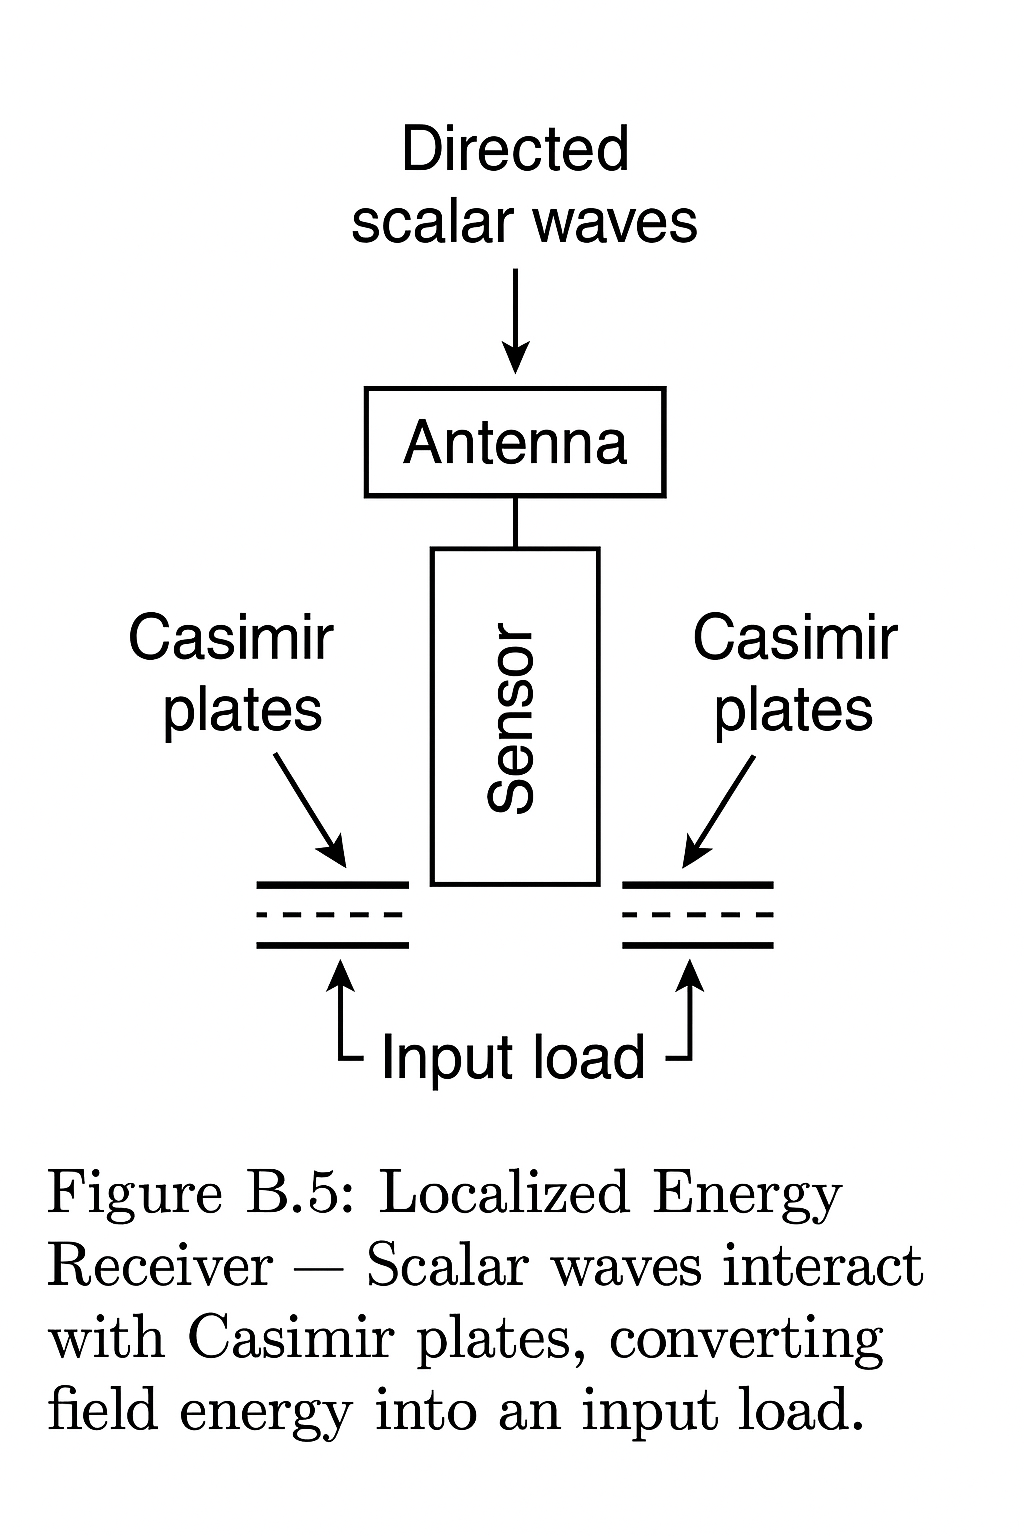 Directed
scalar waves
Antenna
Sensor
Casimir
plates
Casimir
plates
Input load
Figure B.5: Localized Energy
Receiver — Scalar waves interact
with Casimir plates, converting
field energy into an input load.